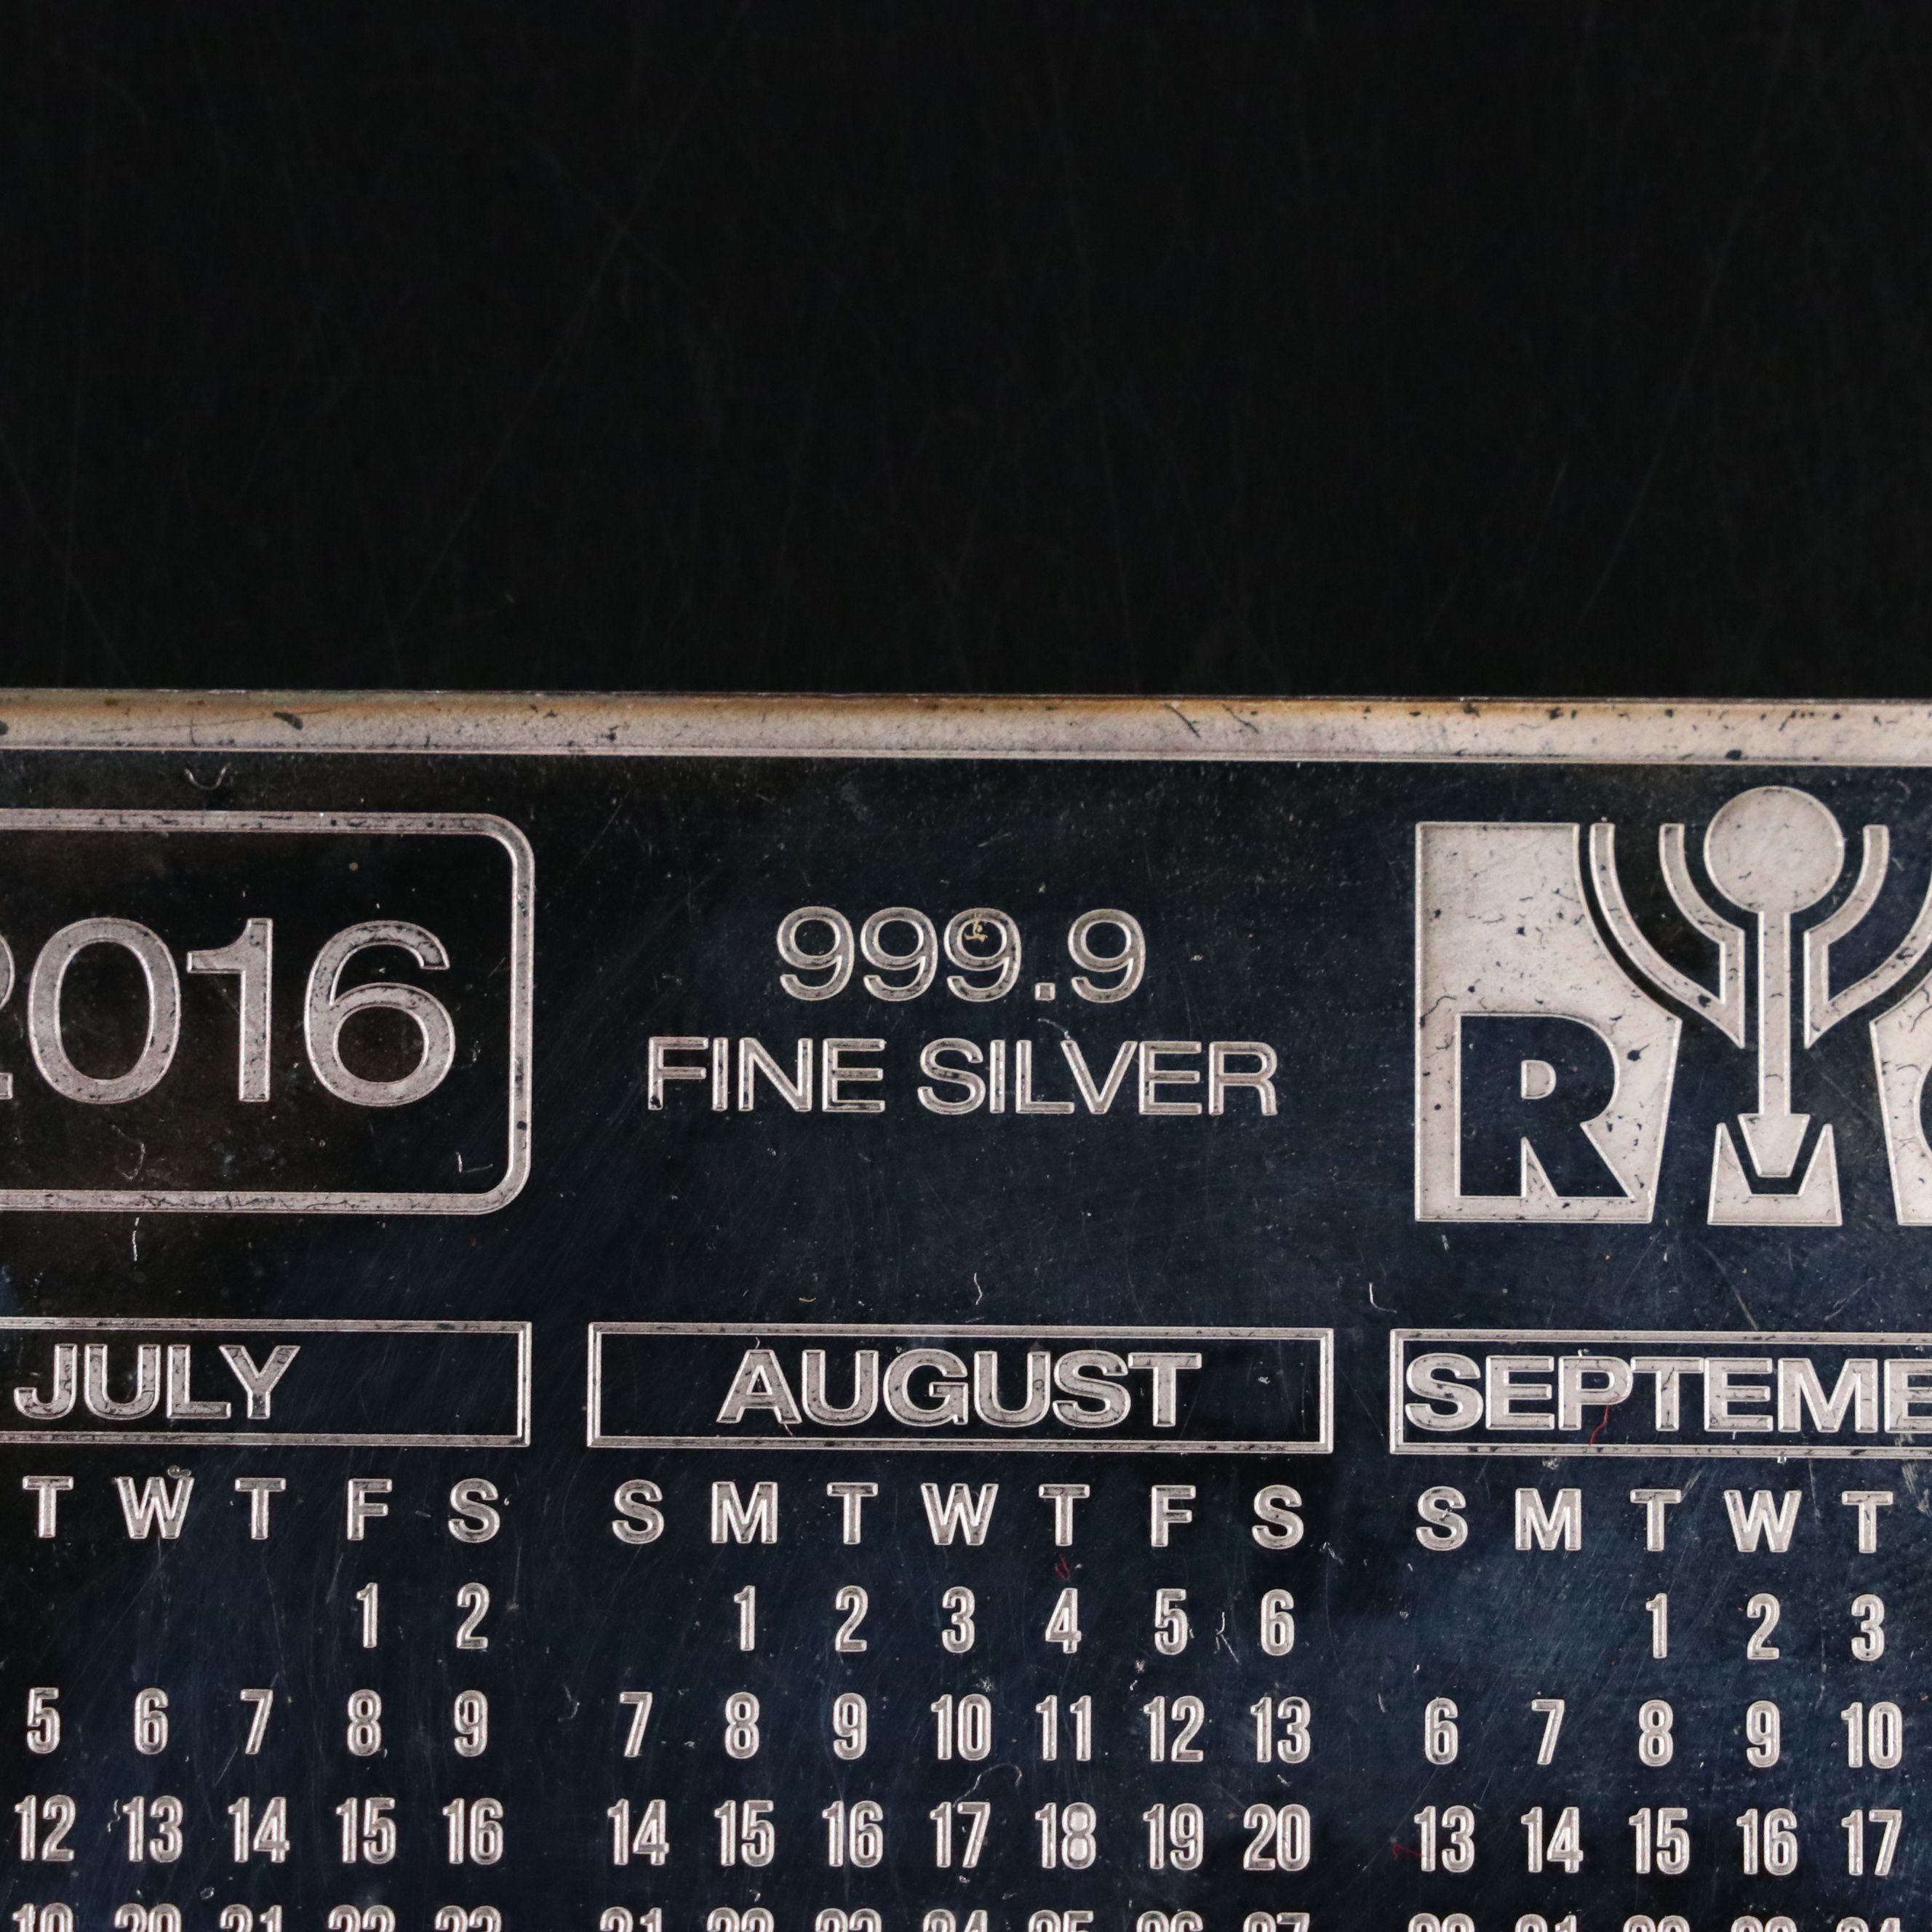 2016
999.9
FINE SILVER
R
JULY AUGUST SEPTEME
T W T F S S M T W T F S S M T W T
1 2 1 2 3 4 5 6 1 2 3
5 6 7 8 9 7 8 9 10 11 12 13 6 7 8 9 10
12 13 14 15 16 14 15 16 17 18 19 20 13 14 15 16 17